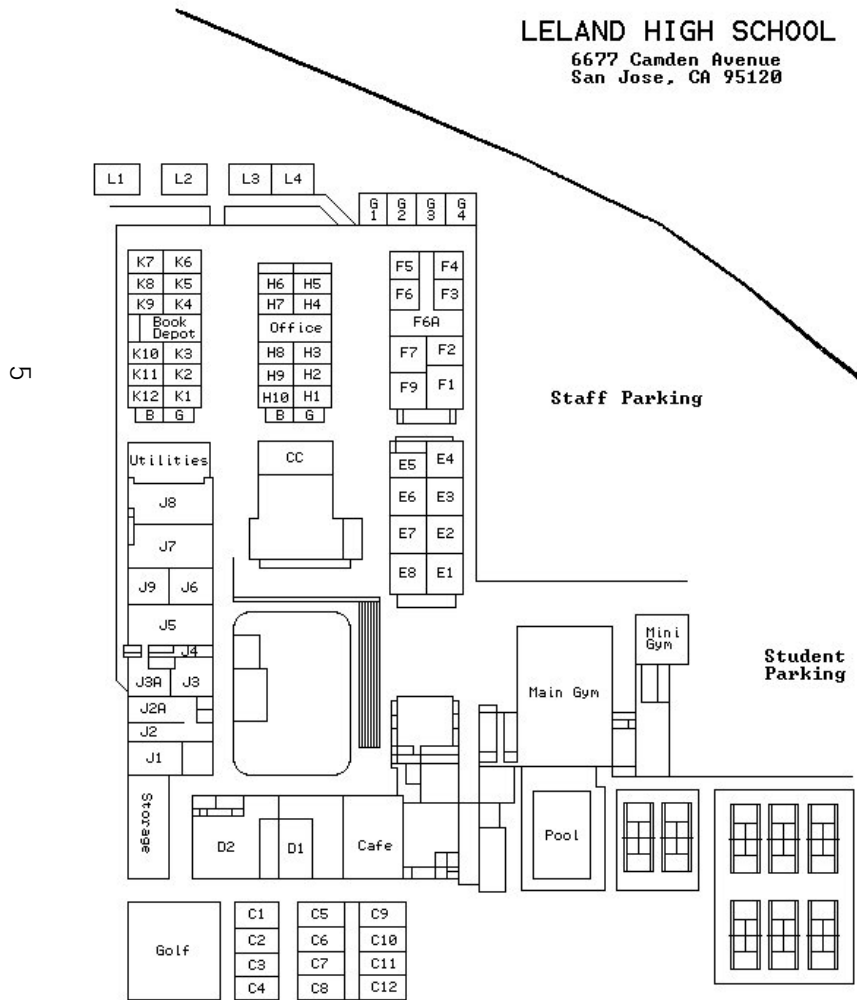 LELAND HIGH SCHOOL
6677 Camden Avenue
San Jose, CA 95120
L1 L2 L3 L4
G1 G2 G3 G4
K7 K6 F5 F4
K8 K5 H6 H5 F6 F3
K9 K4 H7 H4
Book Depot Office F6A
K10 K3 H8 H3 F7 F2
K11 K2 H9 H2 F9 F1
K12 K1 H10 H1
B G B G
Staff Parking
5
Utilities CC E5 E4
J8 E6 E3
J7 E7 E2
J9 J6 E8 E1
J5
J4
J3A J3
J2A
J2
J1
Mini
Gym
Main Gym
Student
Parking
Storage
D2 D1 Cafe Pool
Golf
C1 C5 C9
C2 C6 C10
C3 C7 C11
C4 C8 C12